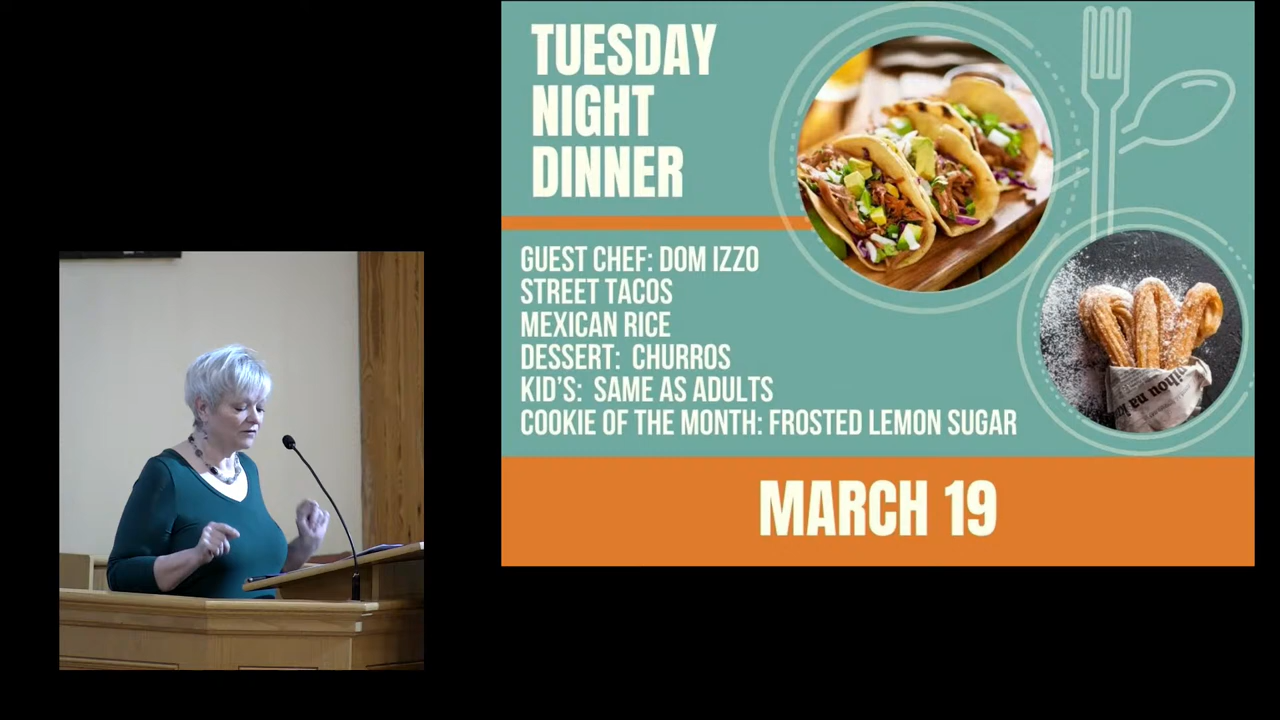 TUESDAY
NIGHT
DINNER
GUEST CHEF: DOM IZZO
STREET TACOS
MEXICAN RICE
DESSERT:  CHURROS
KID'S:  SAME AS ADULTS
COOKIE OF THE MONTH: FROSTED LEMON SUGAR
MARCH 19